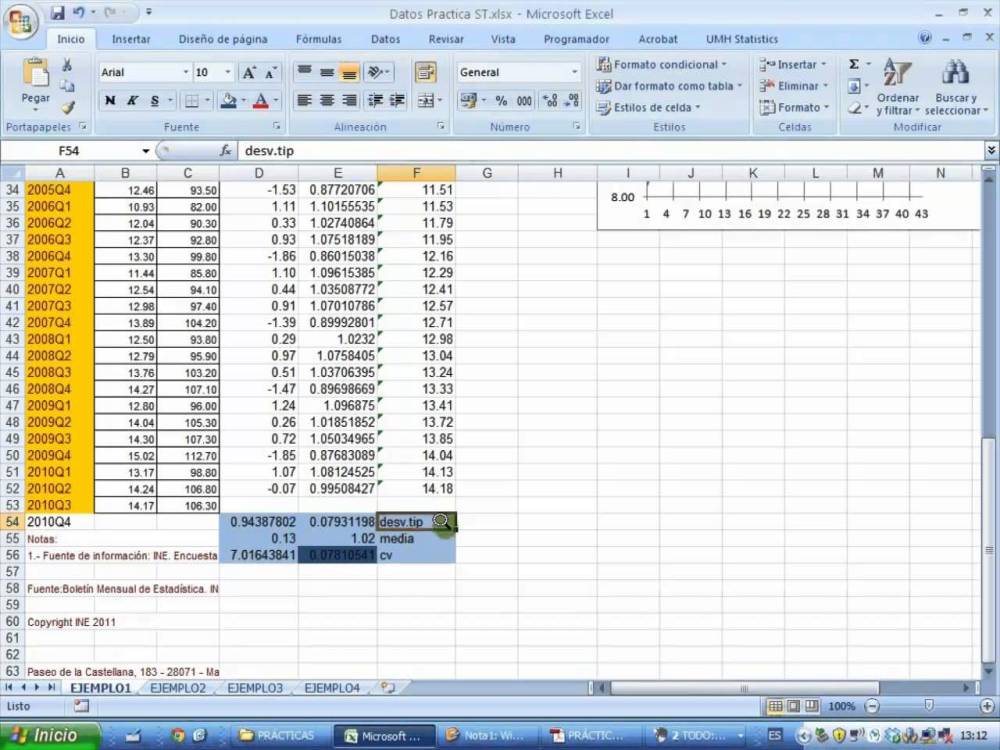 Datos Practica ST.xlsx - Microsoft Excel
Inicio Insertar Diseño de página Fórmulas Datos Revisar Vista Programador Acrobat UMH Statistics
Pegar
Arial 10
N K S
General
% 000
Formato condicional
Dar formato como tabla
Estilos de celda
Insertar
Eliminar
Formato
Σ
Ordenar y filtrar
Buscar y seleccionar
Portapapeles Fuente Alineación Número Estilos Celdas Modificar
F54 fx desv.tip
A B C D E F G H I J K L M N
34 2005Q4 12.46 93.50 -1.53 0.87720706 11.51
35 2006Q1 10.93 82.00 1.11 1.10155535 11.53
36 2006Q2 12.04 90.30 0.33 1.02740864 11.79
37 2006Q3 12.37 92.80 0.93 1.07518189 11.95
38 2006Q4 13.30 99.80 -1.86 0.86015038 12.16
39 2007Q1 11.44 85.80 1.10 1.09615385 12.29
40 2007Q2 12.54 94.10 0.44 1.03508772 12.41
41 2007Q3 12.98 97.40 0.91 1.07010786 12.57
42 2007Q4 13.89 104.20 -1.39 0.89992801 12.71
43 2008Q1 12.50 93.80 0.29 1.0232 12.98
44 2008Q2 12.79 95.90 0.97 1.0758405 13.04
45 2008Q3 13.76 103.20 0.51 1.03706395 13.24
46 2008Q4 14.27 107.10 -1.47 0.89698669 13.33
47 2009Q1 12.80 96.00 1.24 1.096875 13.41
48 2009Q2 14.04 105.30 0.26 1.01851852 13.72
49 2009Q3 14.30 107.30 0.72 1.05034965 13.85
50 2009Q4 15.02 112.70 -1.85 0.87683089 14.04
51 2010Q1 13.17 98.80 1.07 1.08124525 14.13
52 2010Q2 14.24 106.80 -0.07 0.99508427 14.18
53 2010Q3 14.17 106.30
54 2010Q4 0.94387802 0.07931198 desv.tip
55 Notas: 0.13 1.02 media
56 1.- Fuente de información: INE. Encuesta 7.01643841 0.07810541 cv
57
58 Fuente:Boletín Mensual de Estadística. IN
59
60 Copyright INE 2011
61
62
63 Paseo de la Castellana, 183 - 28071 - Ma
8.00
1 4 7 10 13 16 19 22 25 28 31 34 37 40 43
EJEMPLO1 EJEMPLO2 EJEMPLO3 EJEMPLO4
Listo 100%
Inicio PRÁCTICAS Microsoft ... Nota1: Wi... PRÁCTIC... 2 TODO:... ES 13:12